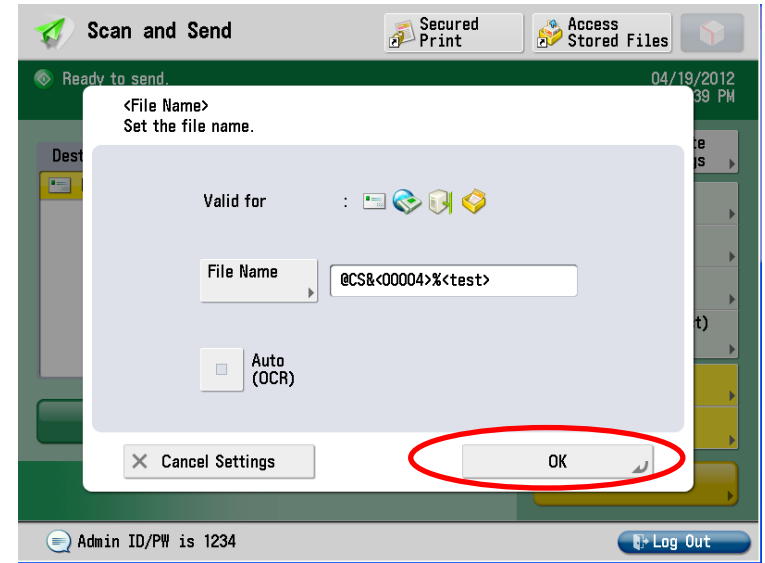 Scan and Send
Secured
Print
Access
Stored Files
Ready to send.
04/19/2012
39 PM
<File Name>
Set the file name.
Dest
Valid for :
File Name
@CS&<00004>%<test>
t)
Auto
(OCR)
Cancel Settings
OK
Admin ID/PW is 1234
Log Out